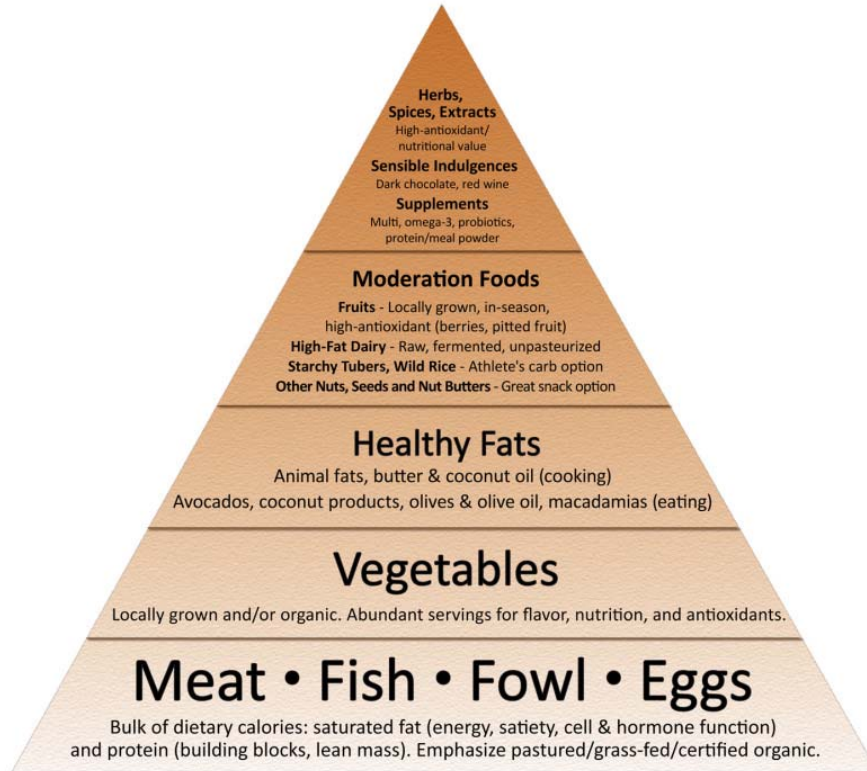 Herbs,
Spices, Extracts
High-antioxidant/
nutritional value
Sensible Indulgences
Dark chocolate, red wine
Supplements
Multi, omega-3, probiotics,
protein/meal powder
Moderation Foods
Fruits - Locally grown, in-season,
high-antioxidant (berries, pitted fruit)
High-Fat Dairy - Raw, fermented, unpasteurized
Starchy Tubers, Wild Rice - Athlete's carb option
Other Nuts, Seeds and Nut Butters - Great snack option
Healthy Fats
Animal fats, butter & coconut oil (cooking)
Avocados, coconut products, olives & olive oil, macadamias (eating)
Vegetables
Locally grown and/or organic. Abundant servings for flavor, nutrition, and antioxidants.
Meat • Fish • Fowl • Eggs
Bulk of dietary calories: saturated fat (energy, satiety, cell & hormone function)
and protein (building blocks, lean mass). Emphasize pastured/grass-fed/certified organic.